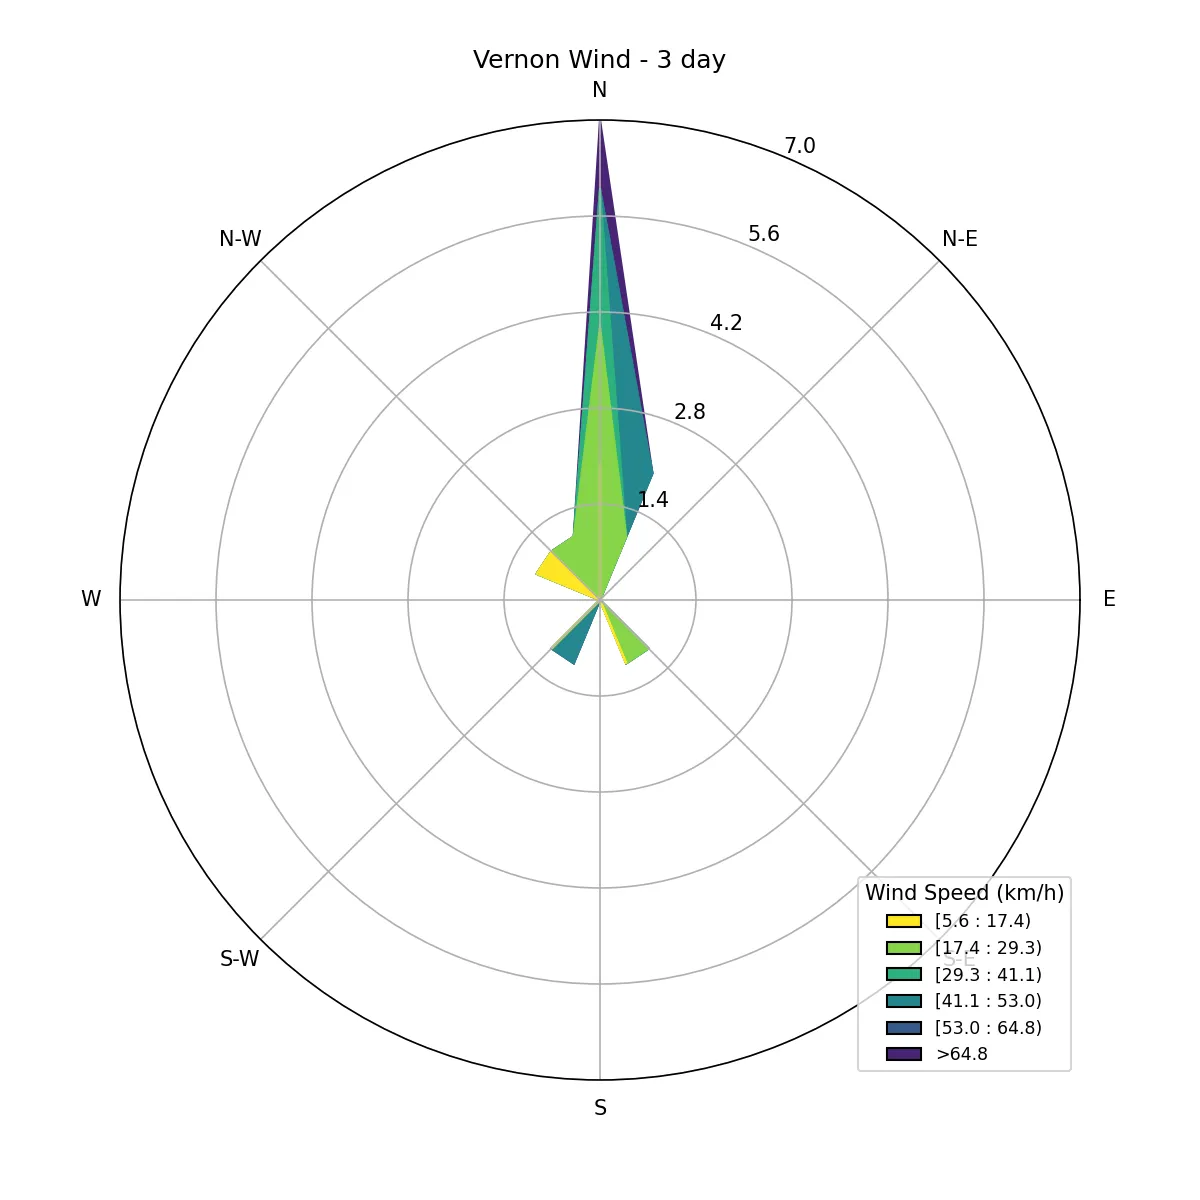 Vernon Wind - 3 day
N
7.0
N-W
5.6
N-E
4.2
2.8
1.4
W
E
Wind Speed (km/h)
[5.6 : 17.4)
[17.4 : 29.3)
S-W
S-E
[29.3 : 41.1)
[41.1 : 53.0)
[53.0 : 64.8)
>64.8
S